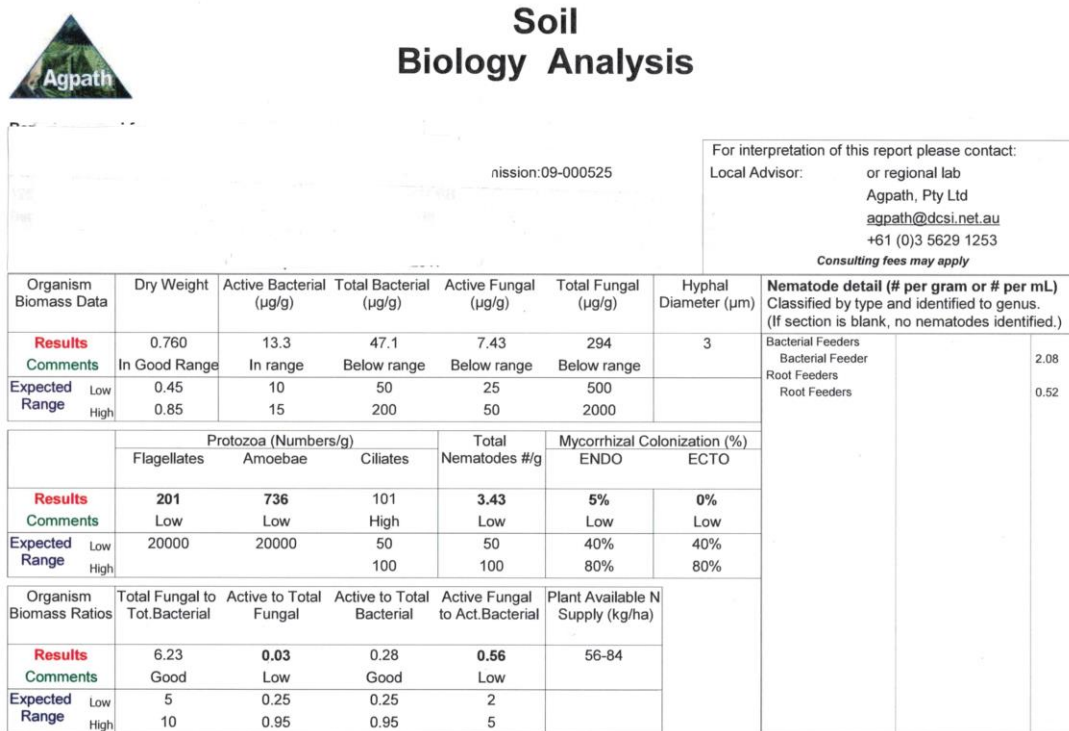 Soil
Biology Analysis
Agpath
For interpretation of this report please contact:
Local Advisor: or regional lab
Agpath, Pty Ltd
agpath@dcsi.net.au
+61 (0)3 5629 1253
Consulting fees may apply
mission:09-000525
Organism Biomass Data Dry Weight Active Bacterial (µg/g) Total Bacterial (µg/g) Active Fungal (µg/g) Total Fungal (µg/g) Hyphal Diameter (µm)
Results 0.760 13.3 47.1 7.43 294 3
Comments In Good Range In range Below range Below range Below range
Expected Range Low 0.45 10 50 25 500
High 0.85 15 200 50 2000
Nematode detail (# per gram or # per mL)
Classified by type and identified to genus.
(If section is blank, no nematodes identified.)
Bacterial Feeders
Bacterial Feeder 2.08
Root Feeders
Root Feeders 0.52
Protozoa (Numbers/g) Total Nematodes #/g Mycorrhizal Colonization (%)
Flagellates Amoebae Ciliates ENDO ECTO
Results 201 736 101 3.43 5% 0%
Comments Low Low High Low Low Low
Expected Range Low 20000 20000 50 50 40% 40%
High 100 100 80% 80%
Organism Biomass Ratios Total Fungal to Tot.Bacterial Active to Total Fungal Active to Total Bacterial Active Fungal to Act.Bacterial Plant Available N Supply (kg/ha)
Results 6.23 0.03 0.28 0.56 56-84
Comments Good Low Good Low
Expected Range Low 5 0.25 0.25 2
High 10 0.95 0.95 5